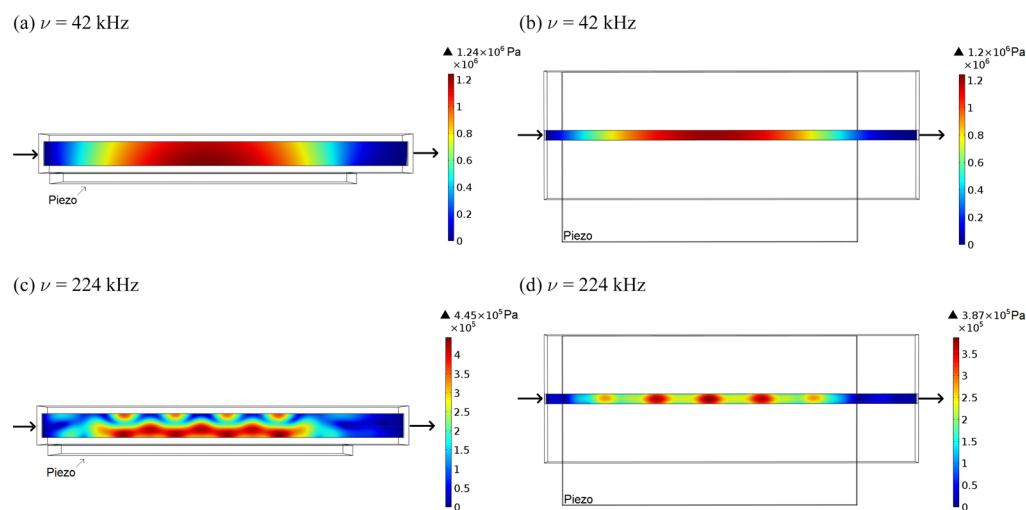 (a) ν = 42 kHz
▲ 1.24×10⁶ Pa
×10⁶
1.2
1
0.8
0.6
0.4
0.2
0
Piezo
(b) ν = 42 kHz
▲ 1.2×10⁶ Pa
×10⁶
1.2
1
0.8
0.6
0.4
0.2
0
Piezo
(c) ν = 224 kHz
▲ 4.45×10⁵ Pa
×10⁵
4
3.5
3
2.5
2
1.5
1
0.5
0
Piezo
(d) ν = 224 kHz
▲ 3.87×10⁵ Pa
×10⁵
3.5
3
2.5
2
1.5
1
0.5
0
Piezo